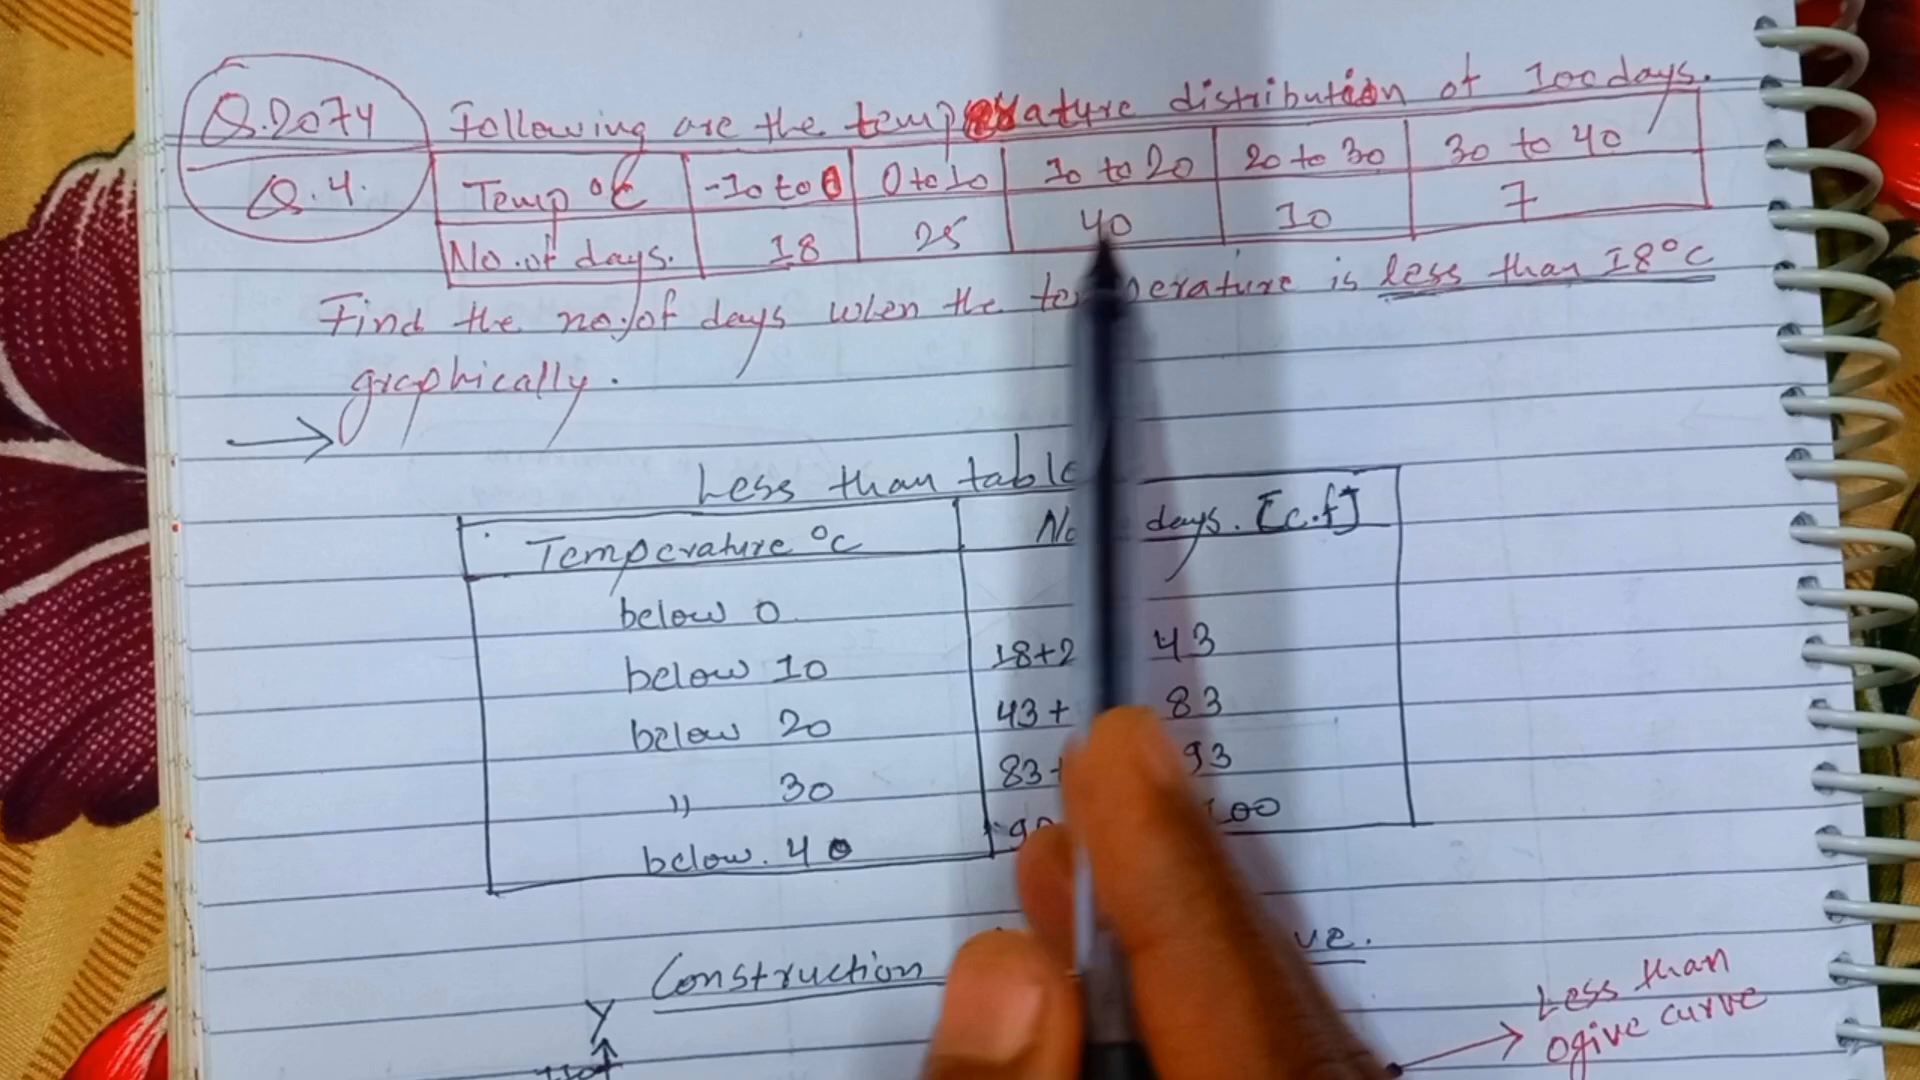 Q.2074
Q.4.
Following are the temperature distribution of 100 days.
Temp °C -10 to 0 0 to 10 10 to 20 20 to 30 30 to 40
No. of days. 18 25 40 10 7
Find the no. of days when the is less than 18°C
graphically.
Less than table
Temperature °C days. [c.f]
below 0
below 10 18+2 43
below 20 43+ 83
" 30 83+ 93
below. 40 100
Construction
Y
Less than
ogive curve